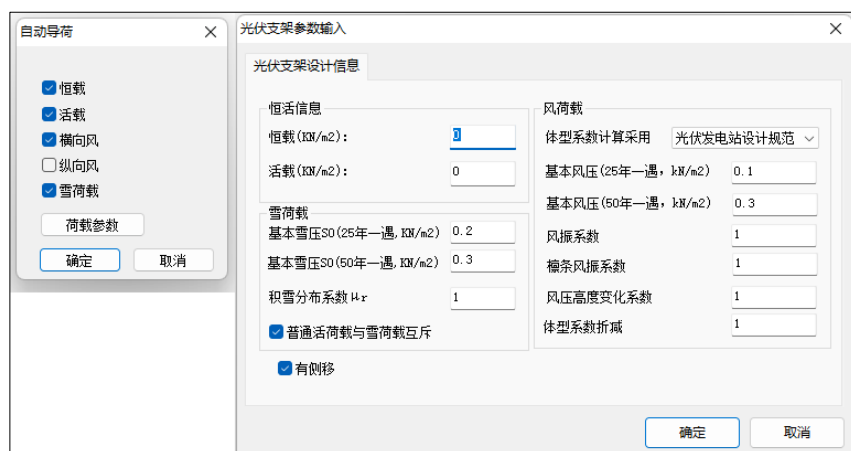 自动导荷
恒载
活载
横向风
纵向风
雪荷载
荷载参数
确定
取消
光伏支架参数输入
光伏支架设计信息
恒活信息
恒载(KN/m2):
0
活载(KN/m2):
0
雪荷载
基本雪压S0(25年一遇,KN/m2)
0.2
基本雪压S0(50年一遇,KN/m2)
0.3
积雪分布系数μr
1
普通活荷载与雪荷载互斥
有侧移
风荷载
体型系数计算采用
光伏发电站设计规范
基本风压(25年一遇, kN/m2)
0.1
基本风压(50年一遇, kN/m2)
0.3
风振系数
1
檩条风振系数
1
风压高度变化系数
1
体型系数折减
1
确定
取消